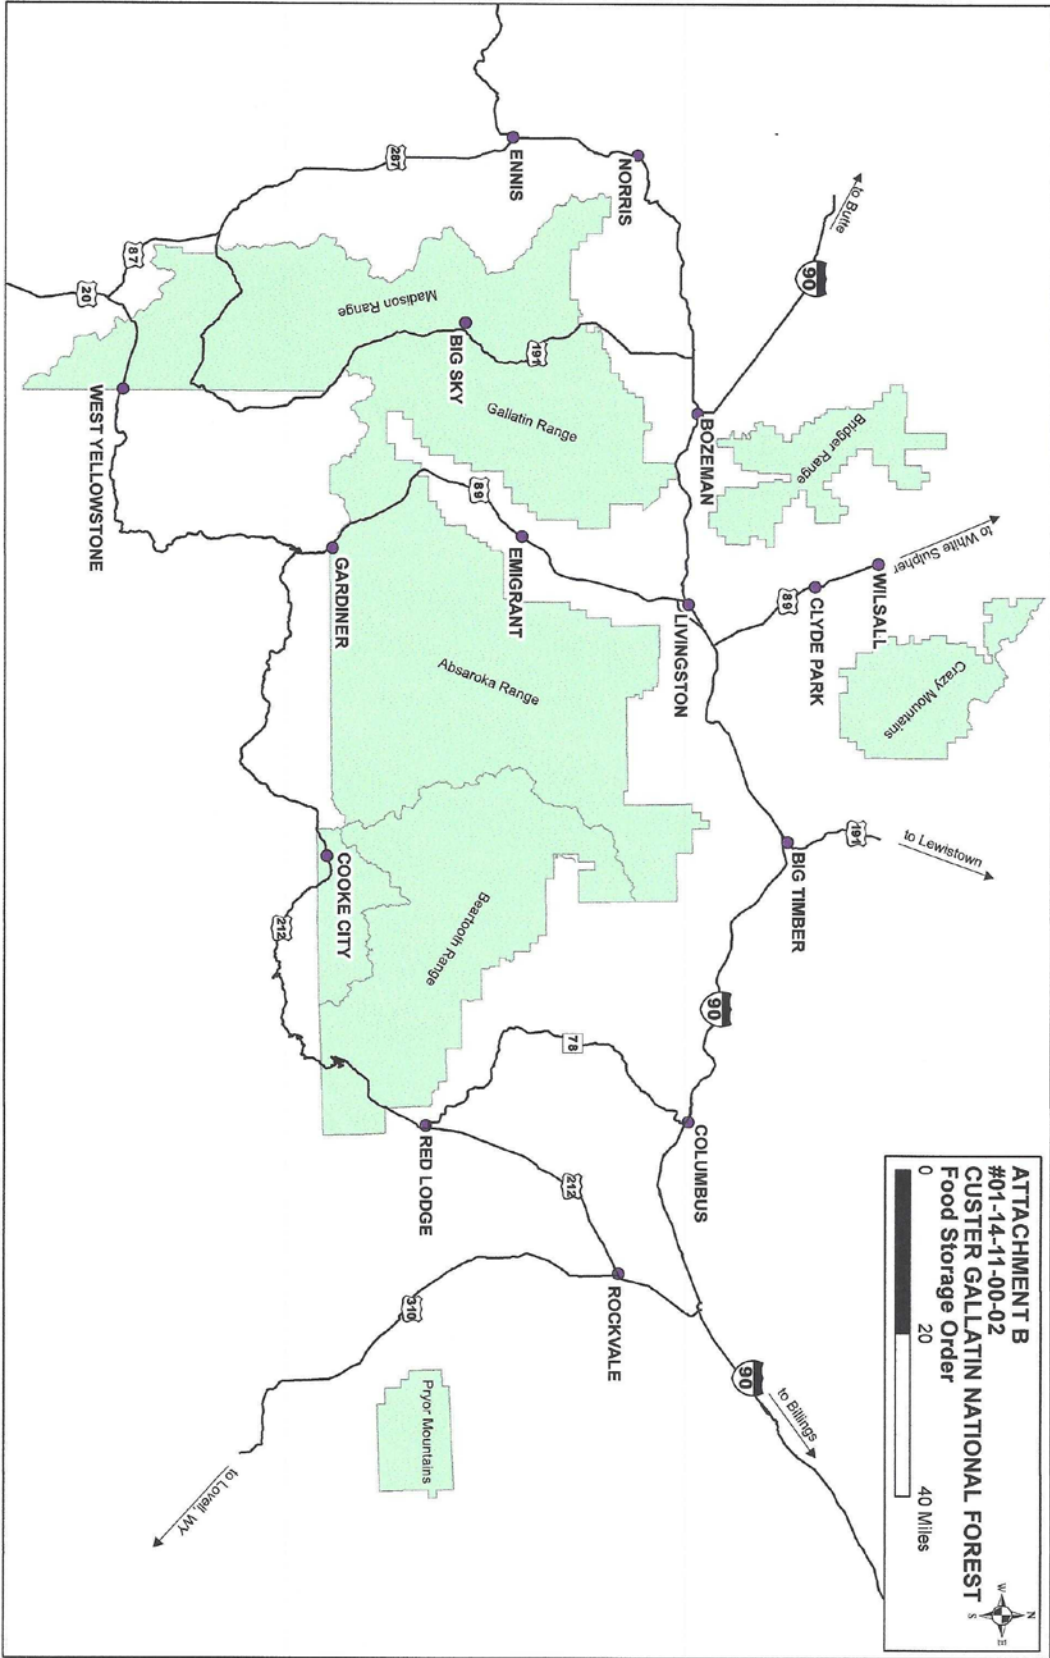 ATTACHMENT B
#01-14-11-00-02
CUSTER GALLATIN NATIONAL FOREST
Food Storage Order
0
20
40 Miles
N
W
E
S
to Butte
90
NORRIS
ENNIS
287
87
20
Madison Range
BIG SKY
191
Gallatin Range
WEST YELLOWSTONE
BOZEMAN
Bridger Range
to White Sulpher
WILSALL
CLYDE PARK
89
Crazy Mountains
LIVINGSTON
EMIGRANT
89
GARDINER
Absaroka Range
to Lewistown
191
BIG TIMBER
90
COOKE CITY
212
Beartooth Range
78
COLUMBUS
RED LODGE
212
ROCKVALE
310
90
to Billings
Pryor Mountains
to Lovell, WY